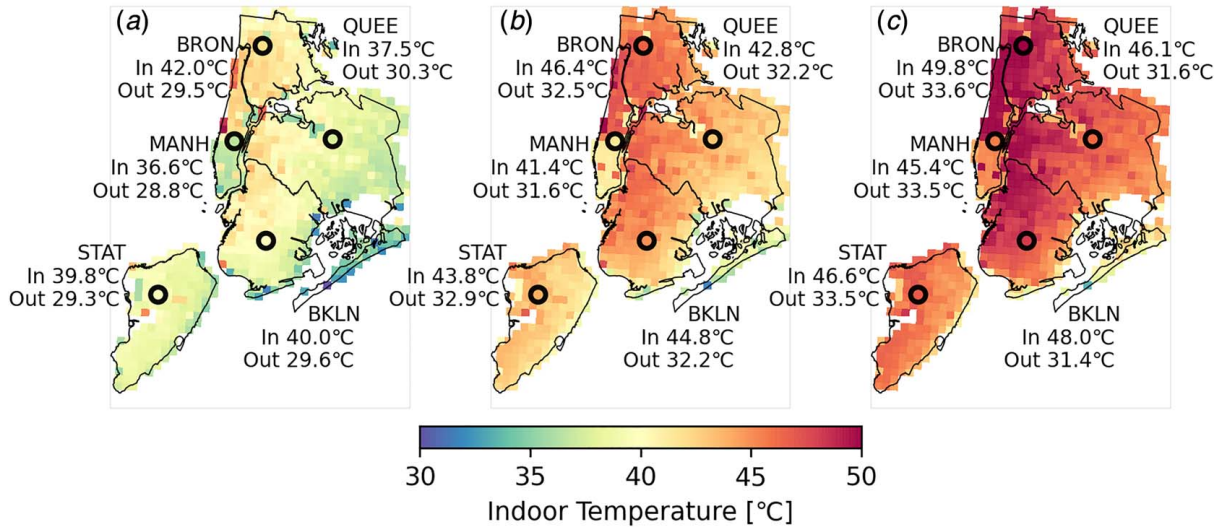 (a)
QUEE
In 37.5°C
Out 30.3°C
BRON
In 42.0°C
Out 29.5°C
MANH
In 36.6°C
Out 28.8°C
STAT
In 39.8°C
Out 29.3°C
BKLN
In 40.0°C
Out 29.6°C
(b)
QUEE
In 42.8°C
Out 32.2°C
BRON
In 46.4°C
Out 32.5°C
MANH
In 41.4°C
Out 31.6°C
STAT
In 43.8°C
Out 32.9°C
BKLN
In 44.8°C
Out 32.2°C
(c)
QUEE
In 46.1°C
Out 31.6°C
BRON
In 49.8°C
Out 33.6°C
MANH
In 45.4°C
Out 33.5°C
STAT
In 46.6°C
Out 33.5°C
BKLN
In 48.0°C
Out 31.4°C
30 35 40 45 50
Indoor Temperature [°C]